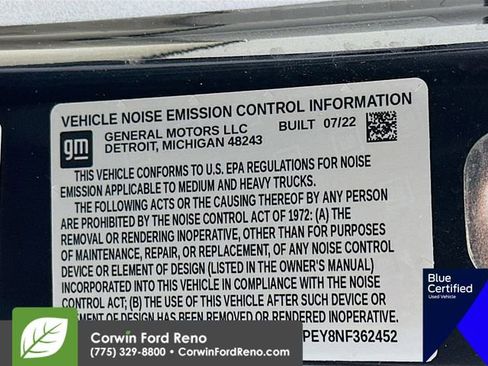 VEHICLE NOISE EMISSION CONTROL INFORMATION
gm
GENERAL MOTORS LLC BUILT 07/22
DETROIT, MICHIGAN 48243
THIS VEHICLE CONFORMS TO U.S. EPA REGULATIONS FOR NOISE
EMISSION APPLICABLE TO MEDIUM AND HEAVY TRUCKS.
THE FOLLOWING ACTS OR THE CAUSING THEREOF BY ANY PERSON
ARE PROHIBITED BY THE NOISE CONTROL ACT OF 1972: (A) THE
REMOVAL OR RENDERING INOPERATIVE, OTHER THAN FOR PURPOSES
OF MAINTENANCE, REPAIR, OR REPLACEMENT, OF ANY NOISE CONTROL
DEVICE OR ELEMENT OF DESIGN (LISTED IN THE OWNER'S MANUAL)
INCORPORATED INTO THIS VEHICLE IN COMPLIANCE WITH THE NOISE
CONTROL ACT; (B) THE USE OF THIS VEHICLE AFTER SUCH DEVICE OR
ELEMENT OF DESIGN HAS BEEN REMOVED OR RENDERED INOPERATIVE.
PEY8NF362452
Blue
Certified
Used Vehicle
Corwin Ford Reno
(775) 329-8800 • CorwinFordReno.com